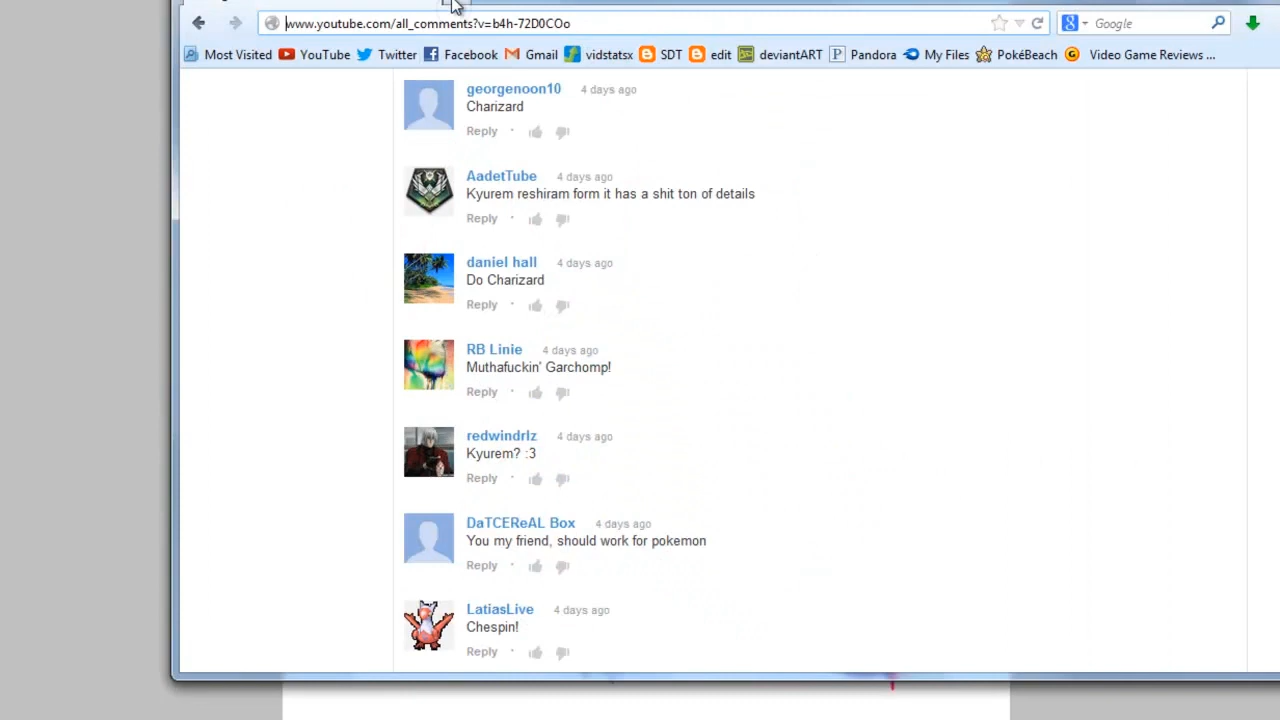 www.youtube.com/all_comments?v=b4h-72D0COo
Google
Most Visited YouTube Twitter Facebook Gmail vidstatsx SDT edit deviantART Pandora My Files PokéBeach Video Game Reviews ...
georgenoon10 4 days ago
Charizard
Reply
AadetTube 4 days ago
Kyurem reshiram form it has a shit ton of details
Reply
daniel hall 4 days ago
Do Charizard
Reply
RB Linie 4 days ago
Muthafuckin' Garchomp!
Reply
redwindrlz 4 days ago
Kyurem? :3
Reply
DaTCEReAL Box 4 days ago
You my friend, should work for pokemon
Reply
LatiasLive 4 days ago
Chespin!
Reply